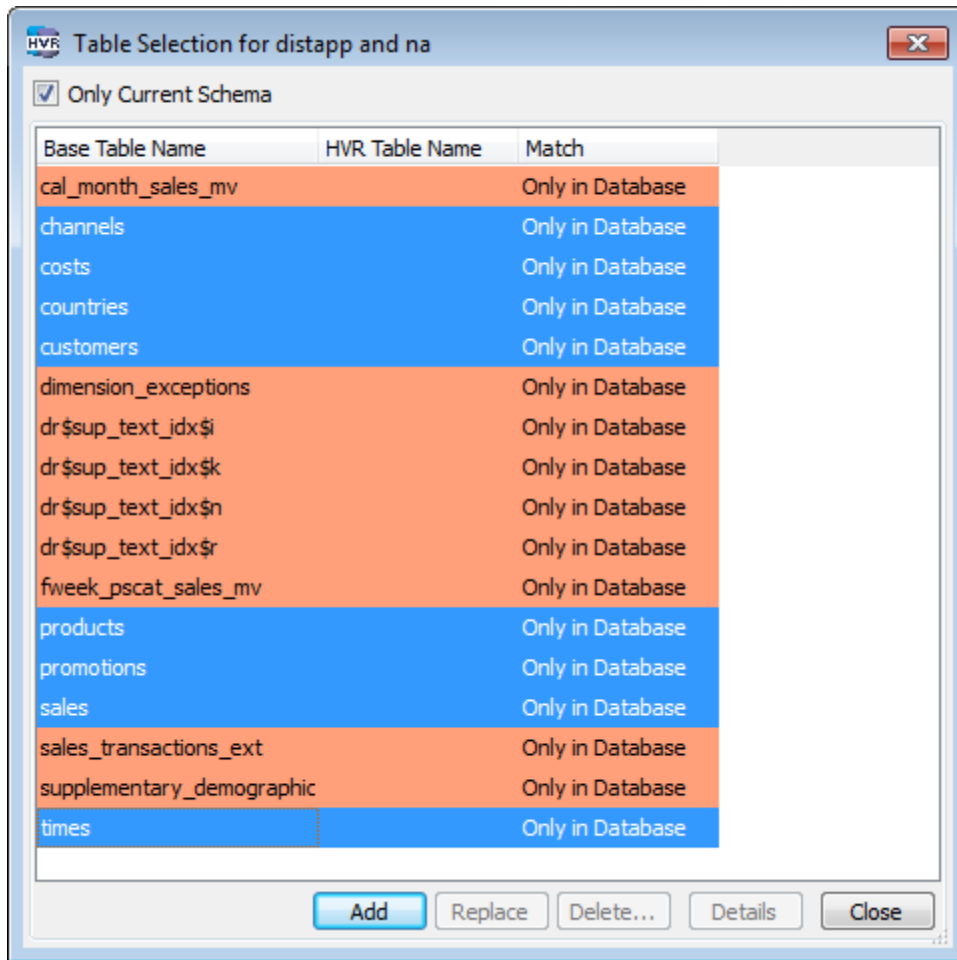 HVR Table Selection for distapp and na
Only Current Schema
Base Table Name HVR Table Name Match
cal_month_sales_mv Only in Database
channels Only in Database
costs Only in Database
countries Only in Database
customers Only in Database
dimension_exceptions Only in Database
dr$sup_text_idx$i Only in Database
dr$sup_text_idx$k Only in Database
dr$sup_text_idx$n Only in Database
dr$sup_text_idx$r Only in Database
fweek_pscat_sales_mv Only in Database
products Only in Database
promotions Only in Database
sales Only in Database
sales_transactions_ext Only in Database
supplementary_demographic Only in Database
times Only in Database
Add Replace Delete... Details Close